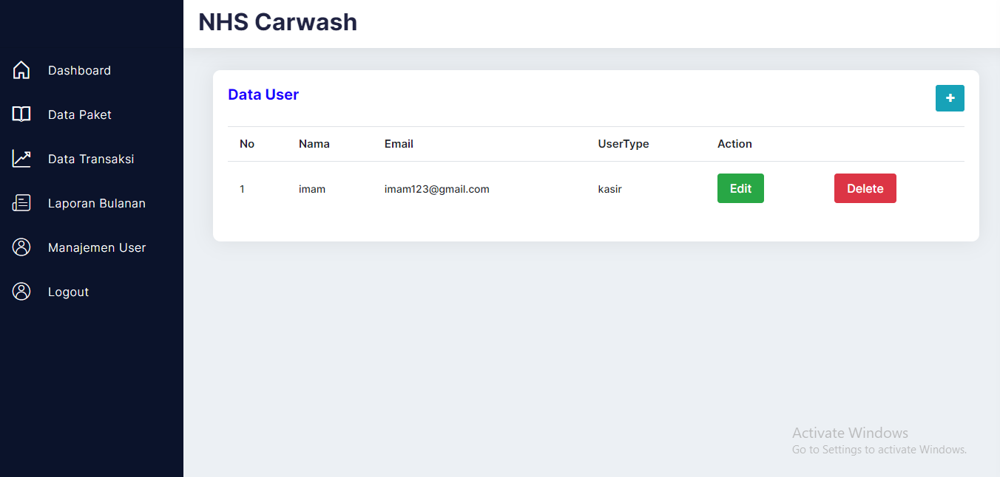 NHS Carwash
Dashboard
Data Paket
Data Transaksi
Laporan Bulanan
Manajemen User
Logout
Data User
+
No Nama Email UserType Action
1 imam imam123@gmail.com kasir Edit Delete
Activate Windows
Go to Settings to activate Windows.